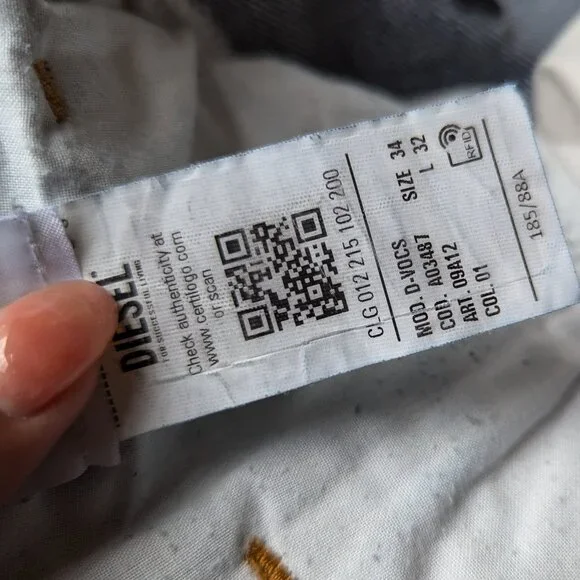 DIESEL®
FOR SUCCESSFUL LIVING
Check authenticity at
www.certilogo.com
or scan
CLG 012 215 102 200
MOD. D-VOCS
SIZE 34
COD. A03487
L 32
ART. 09A12
COL. 01
RFID
185/88A